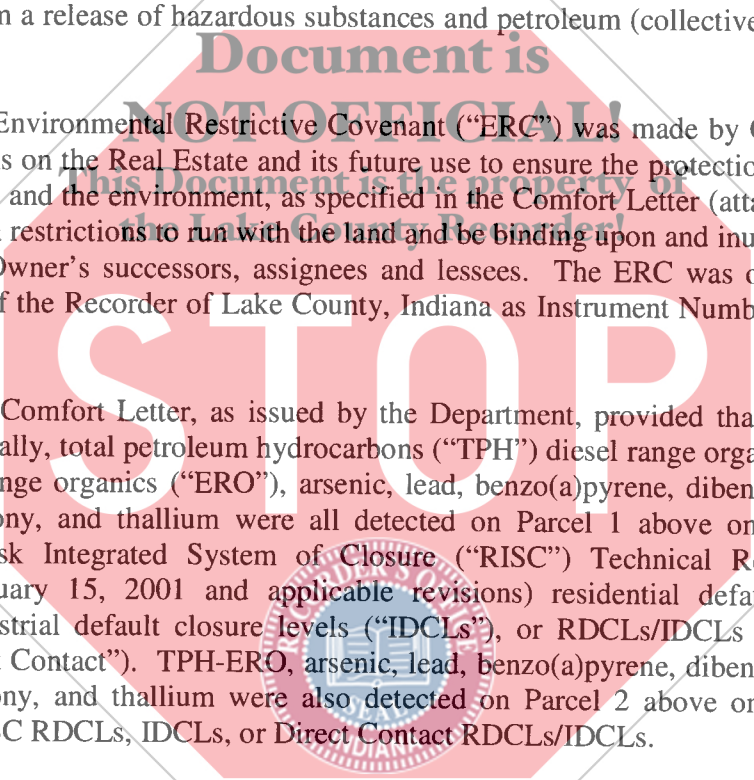 n a release of hazardous substances and petroleum (collective
Document is
NOT OFFICIAL!
Environmental Restrictive Covenant (“ERC”) was made by
s on the Real Estate and its future use to ensure the protectio
This Document is the property of
and the environment, as specified in the Comfort Letter (atta
the Lake County Recorder!
restrictions to run with the land and be binding upon and inu
Owner’s successors, assignees and lessees. The ERC was
f the Recorder of Lake County, Indiana as Instrument Numb
STOP
Comfort Letter, as issued by the Department, provided tha
ally, total petroleum hydrocarbons (“TPH”) diesel range orga
nge organics (“ERO”), arsenic, lead, benzo(a)pyrene, diben
ony, and thallium were all detected on Parcel 1 above on
sk Integrated System of Closure (“RISC”) Technical R
uary 15, 2001 and applicable revisions) residential defa
strial default closure levels (“IDCLs”), or RDCLs/IDCLs
t Contact”). TPH-ERO, arsenic, lead, benzo(a)pyrene, diben
ony, and thallium were also detected on Parcel 2 above on
SC RDCLs, IDCLs, or Direct Contact RDCLs/IDCLs.
RECORDER'S OFFICE
SEAL
INDIANA